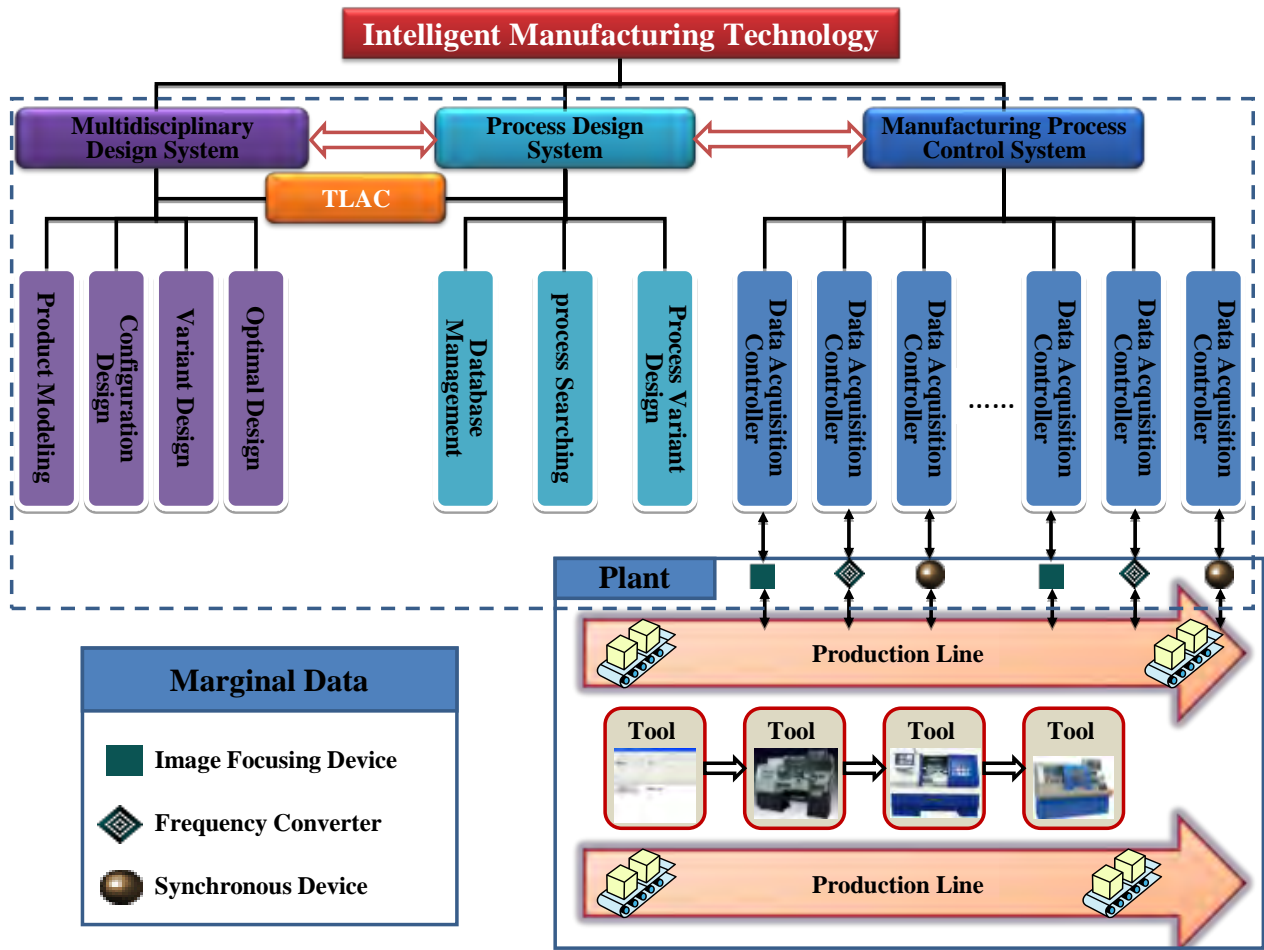 Intelligent Manufacturing Technology
Multidisciplinary
Design System
Process Design
System
Manufacturing Process
Control System
TLAC
Product Modeling
Configuration
Design
Variant Design
Optimal Design
Database
Management
process Searching
Process Variant
Design
Data Acquisition
Controller
Data Acquisition
Controller
Data Acquisition
Controller
......
Data Acquisition
Controller
Data Acquisition
Controller
Data Acquisition
Controller
Plant
Production Line
Tool
Tool
Tool
Tool
Production Line
Marginal Data
Image Focusing Device
Frequency Converter
Synchronous Device